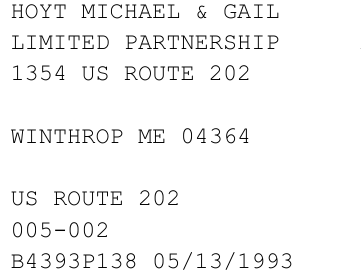 HOYT MICHAEL & GAIL
LIMITED PARTNERSHIP
1354 US ROUTE 202
WINTHROP ME 04364
US ROUTE 202
005-002
B4393P138 05/13/1993